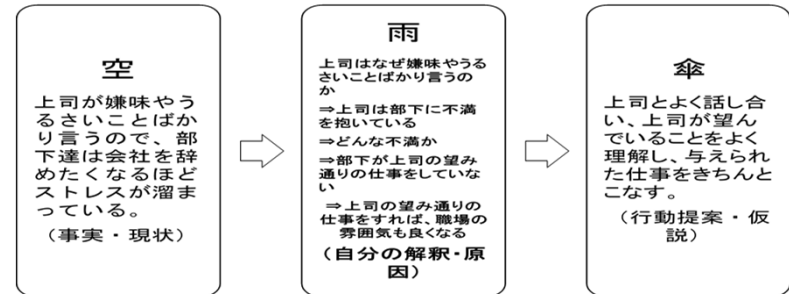 空
上司が嫌味やう
るさいことばか
り言うので、部
下達は会社を辞
めたくなるほど
ストレスが溜ま
っている。
（事実・現状）
雨
上司はなぜ嫌味やうる
さいことばかり言うの
か
⇒上司は部下に不満
を抱いている
⇒どんな不満か
⇒部下が上司の望み
通りの仕事をしていな
い
⇒上司の望み通りの
仕事をすれば、職場の
雰囲気も良くなる
（自分の解釈・原
因）
傘
上司とよく話し合
い、上司が望ん
でいることをよく
理解し、与えられ
た仕事をきちんと
こなす。
（行動提案・仮
説）